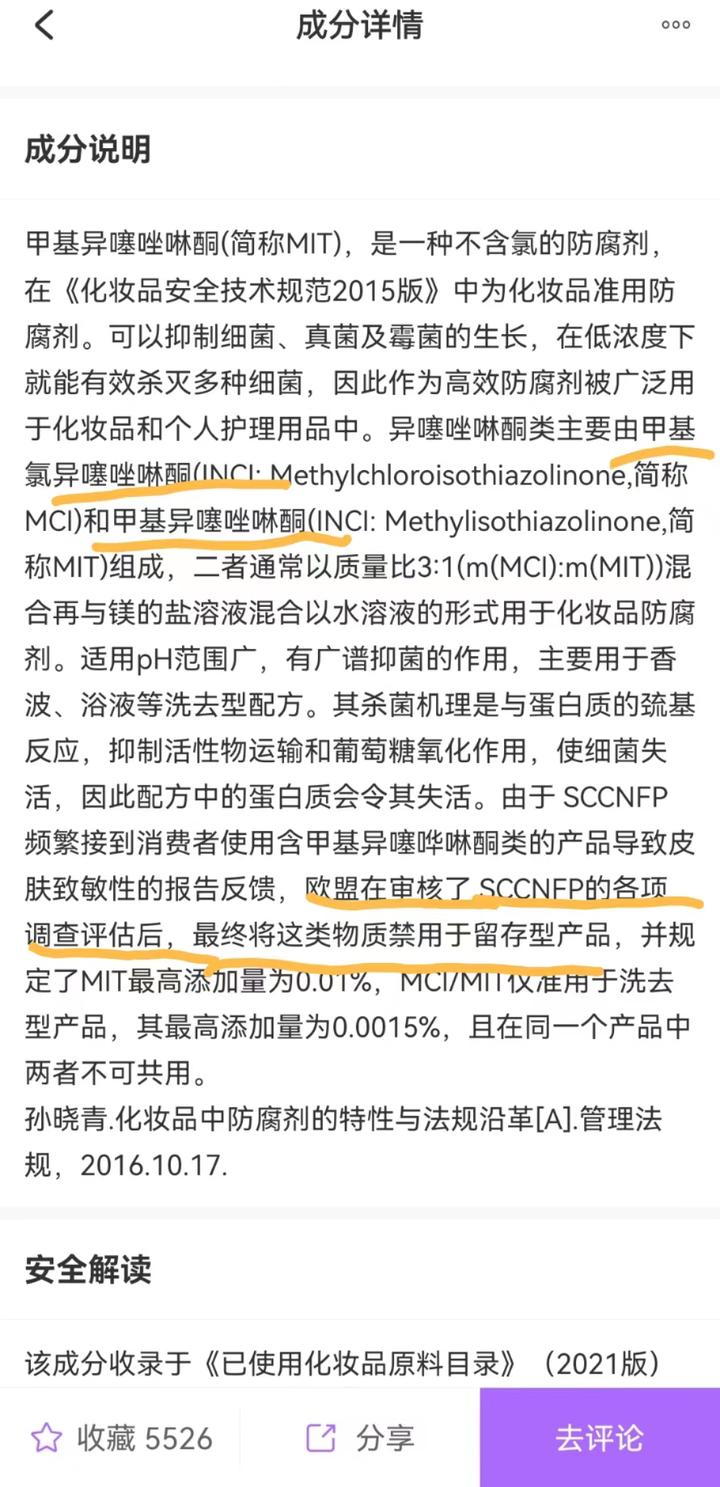 成分详情
成分说明
甲基异噻唑啉酮(简称MIT)，是一种不含氯的防腐剂，
在《化妆品安全技术规范2015版》中为化妆品准用防
腐剂。可以抑制细菌、真菌及霉菌的生长，在低浓度下
就能有效杀灭多种细菌，因此作为高效防腐剂被广泛用
于化妆品和个人护理用品中。异噻唑啉酮类主要由甲基
氯异噻唑啉酮(INCI: Methylchloroisothiazolinone,简称
MCI)和甲基异噻唑啉酮(INCI: Methylisothiazolinone,简
称MIT)组成，二者通常以质量比3:1(m(MCI):m(MIT))混
合再与镁的盐溶液混合以水溶液的形式用于化妆品防腐
剂。适用pH范围广，有广谱抑菌的作用，主要用于香
波、浴液等洗去型配方。其杀菌机理是与蛋白质的巯基
反应，抑制活性物运输和葡萄糖氧化作用，使细菌失
活，因此配方中的蛋白质会令其失活。由于 SCCNFP
频繁接到消费者使用含甲基异噻哗啉酮类的产品导致皮
肤致敏性的报告反馈，欧盟在审核了 SCCNFP的各项
调查评估后，最终将这类物质禁用于留存型产品，并规
定了MIT最高添加量为0.01%，MCI/MIT仅准用于洗去
型产品，其最高添加量为0.0015%，且在同一个产品中
两者不可共用。
孙晓青.化妆品中防腐剂的特性与法规沿革[A].管理法
规，2016.10.17.
安全解读
该成分收录于《已使用化妆品原料目录》（2021版）
收藏 5526
分享
去评论